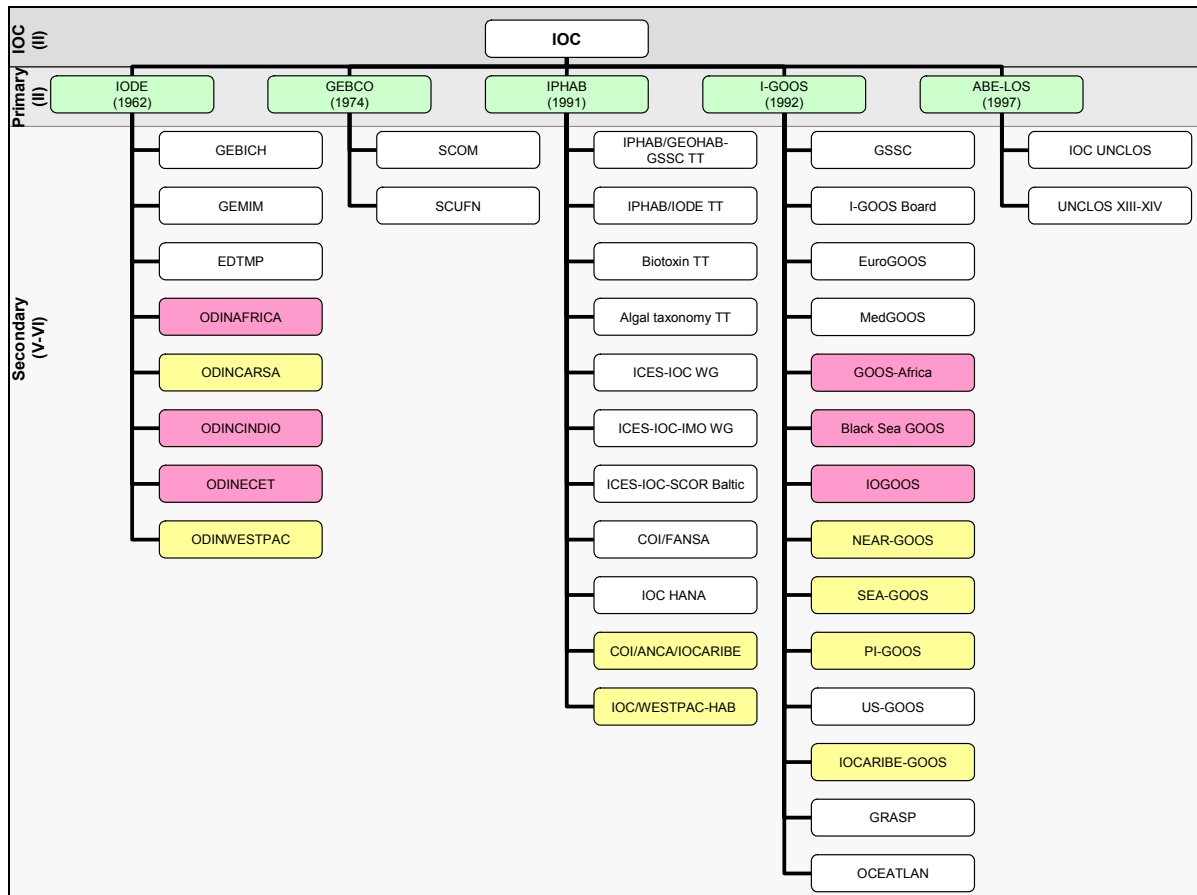 IOC
(II)
IOC
Primary
(II)
IODE
(1962)
GEBCO
(1974)
IPHAB
(1991)
I-GOOS
(1992)
ABE-LOS
(1997)
Secondary
(V-VI)
GEBICH
GEMIM
EDTMP
ODINAFRICA
ODINCARSA
ODINCINDIO
ODINECET
ODINWESTPAC
SCOM
SCUFN
IPHAB/GEOHAB-
GSSC TT
IPHAB/IODE TT
Biotoxin TT
Algal taxonomy TT
ICES-IOC WG
ICES-IOC-IMO WG
ICES-IOC-SCOR Baltic
COI/FANSA
IOC HANA
COI/ANCA/IOCARIBE
IOC/WESTPAC-HAB
GSSC
I-GOOS Board
EuroGOOS
MedGOOS
GOOS-Africa
Black Sea GOOS
IOGOOS
NEAR-GOOS
SEA-GOOS
PI-GOOS
US-GOOS
IOCARIBE-GOOS
GRASP
OCEATLAN
IOC UNCLOS
UNCLOS XIII-XIV